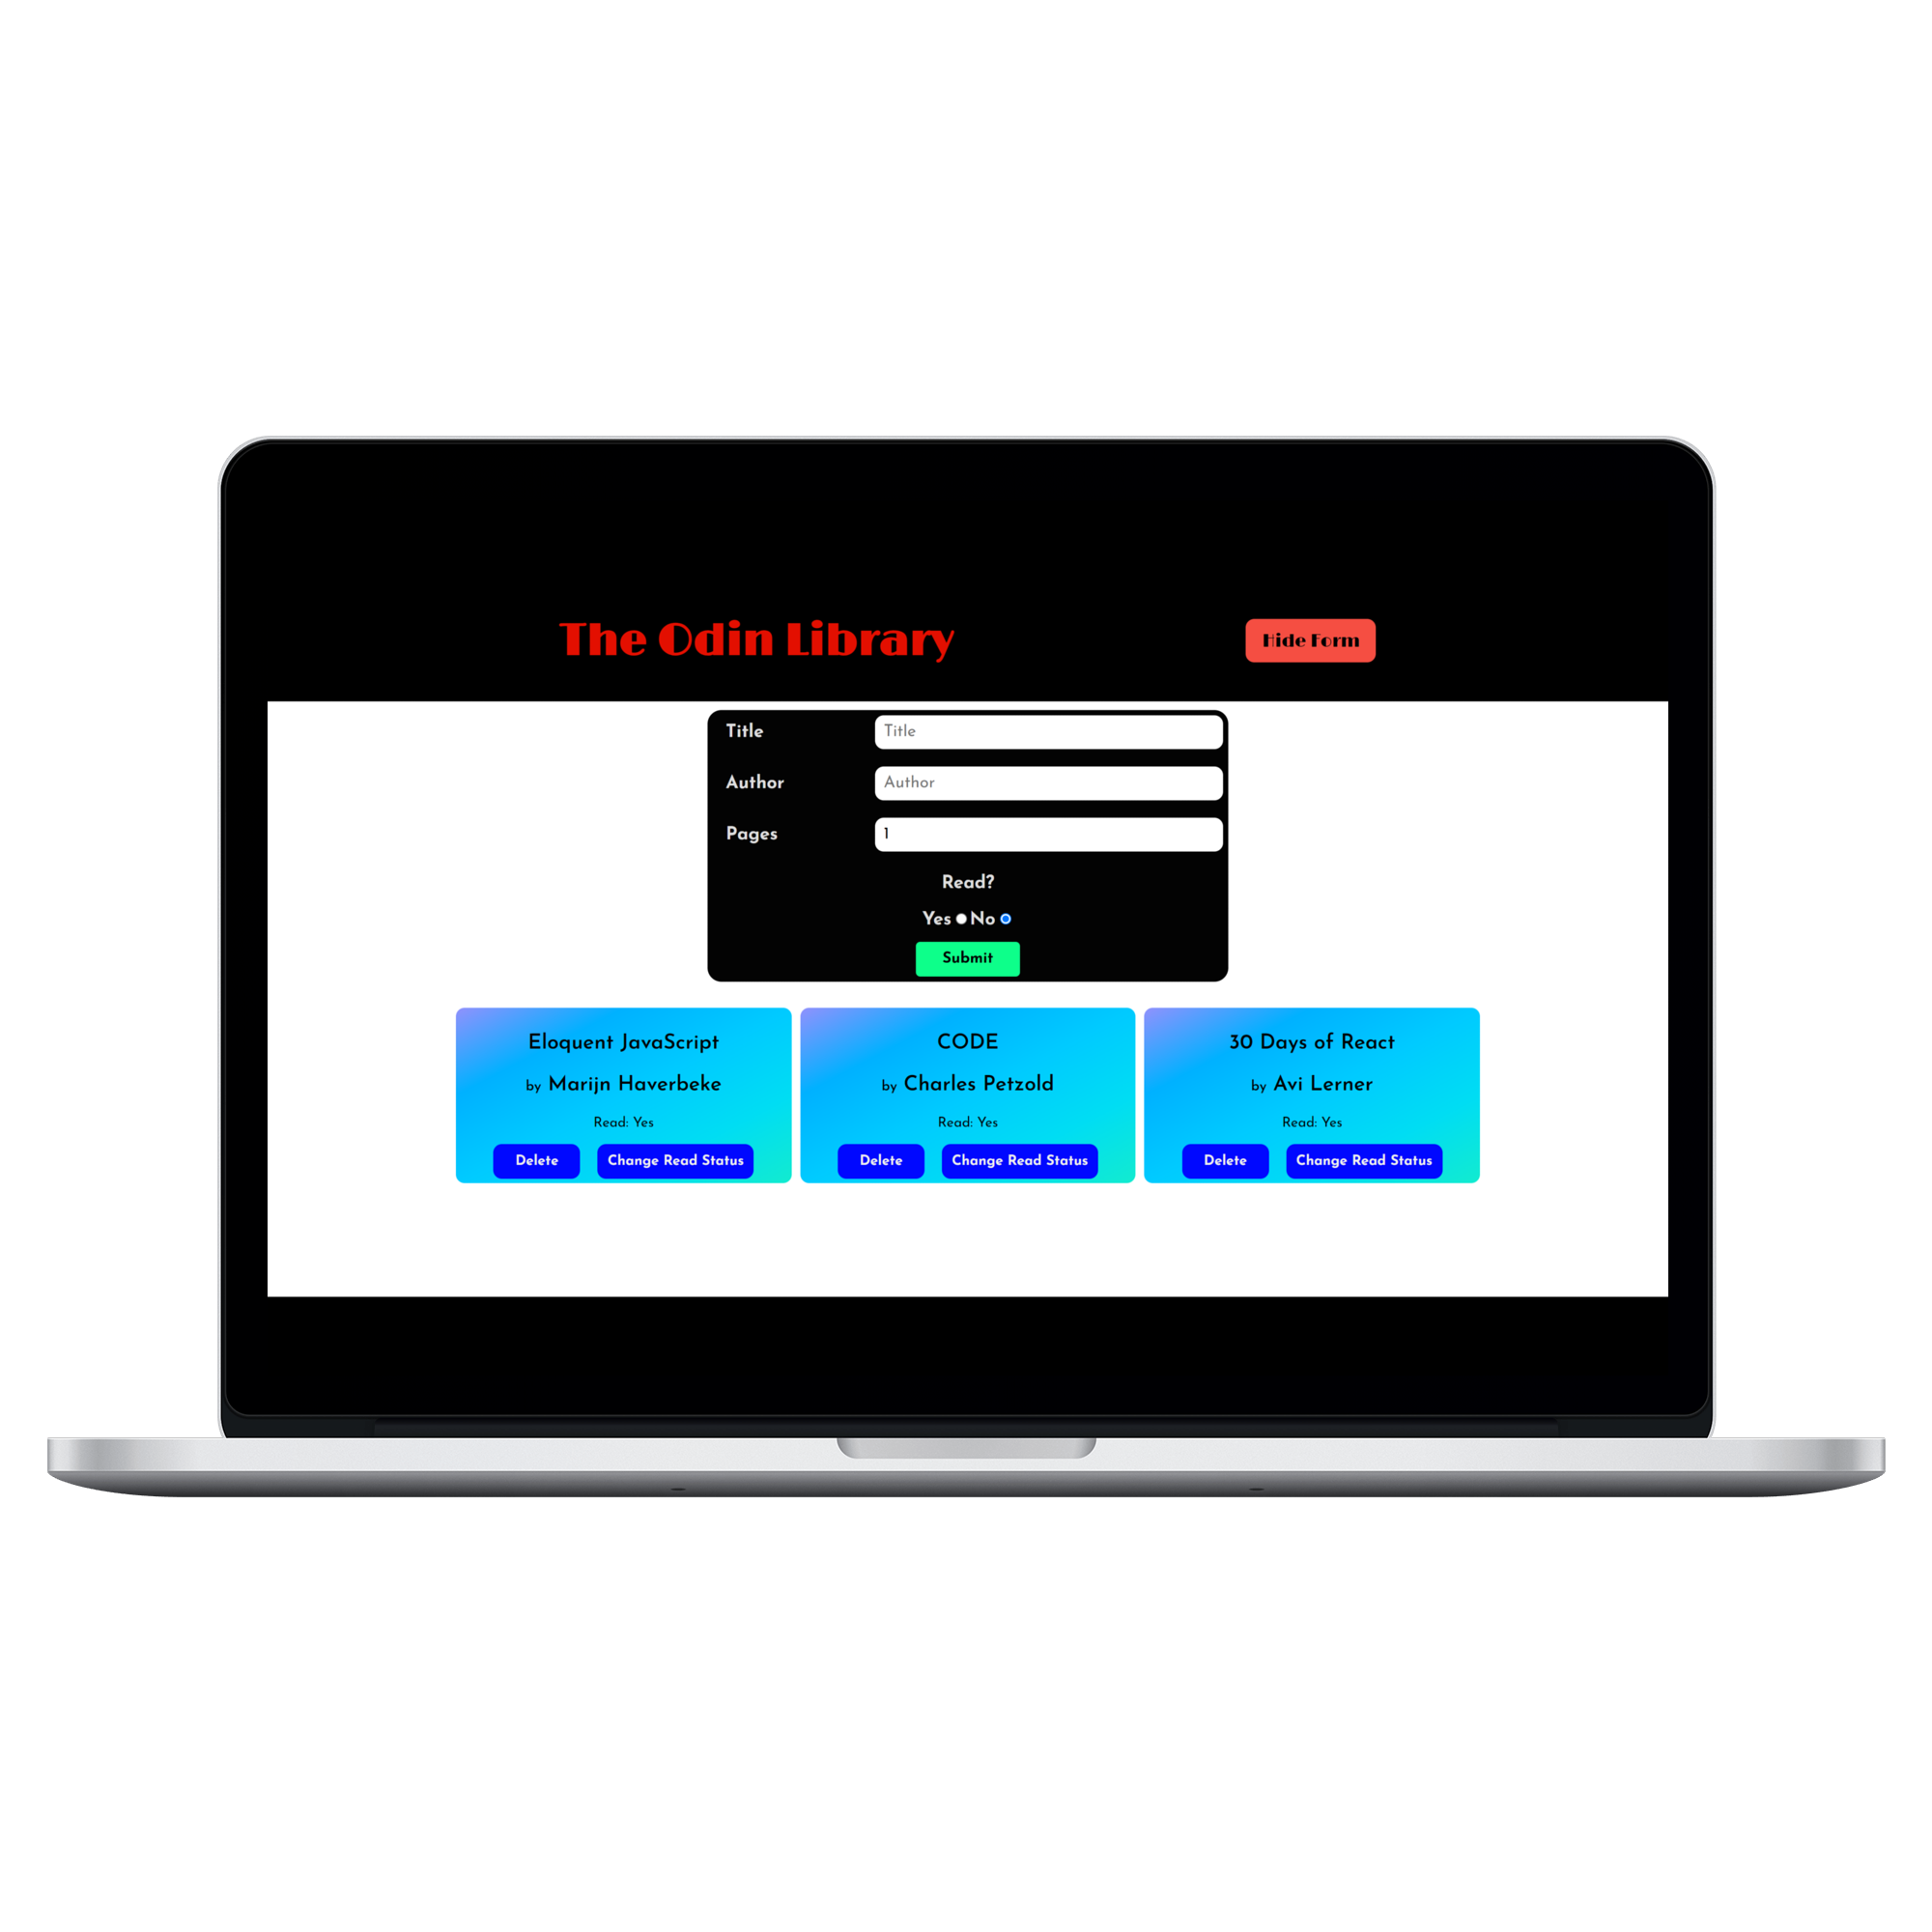 The Odin Library
Hide Form
Title Title
Author Author
Pages 1
Read?
Yes No
Submit
Eloquent JavaScript
by Marijn Haverbeke
Read: Yes
Delete Change Read Status
CODE
by Charles Petzold
Read: Yes
Delete Change Read Status
30 Days of React
by Avi Lerner
Read: Yes
Delete Change Read Status